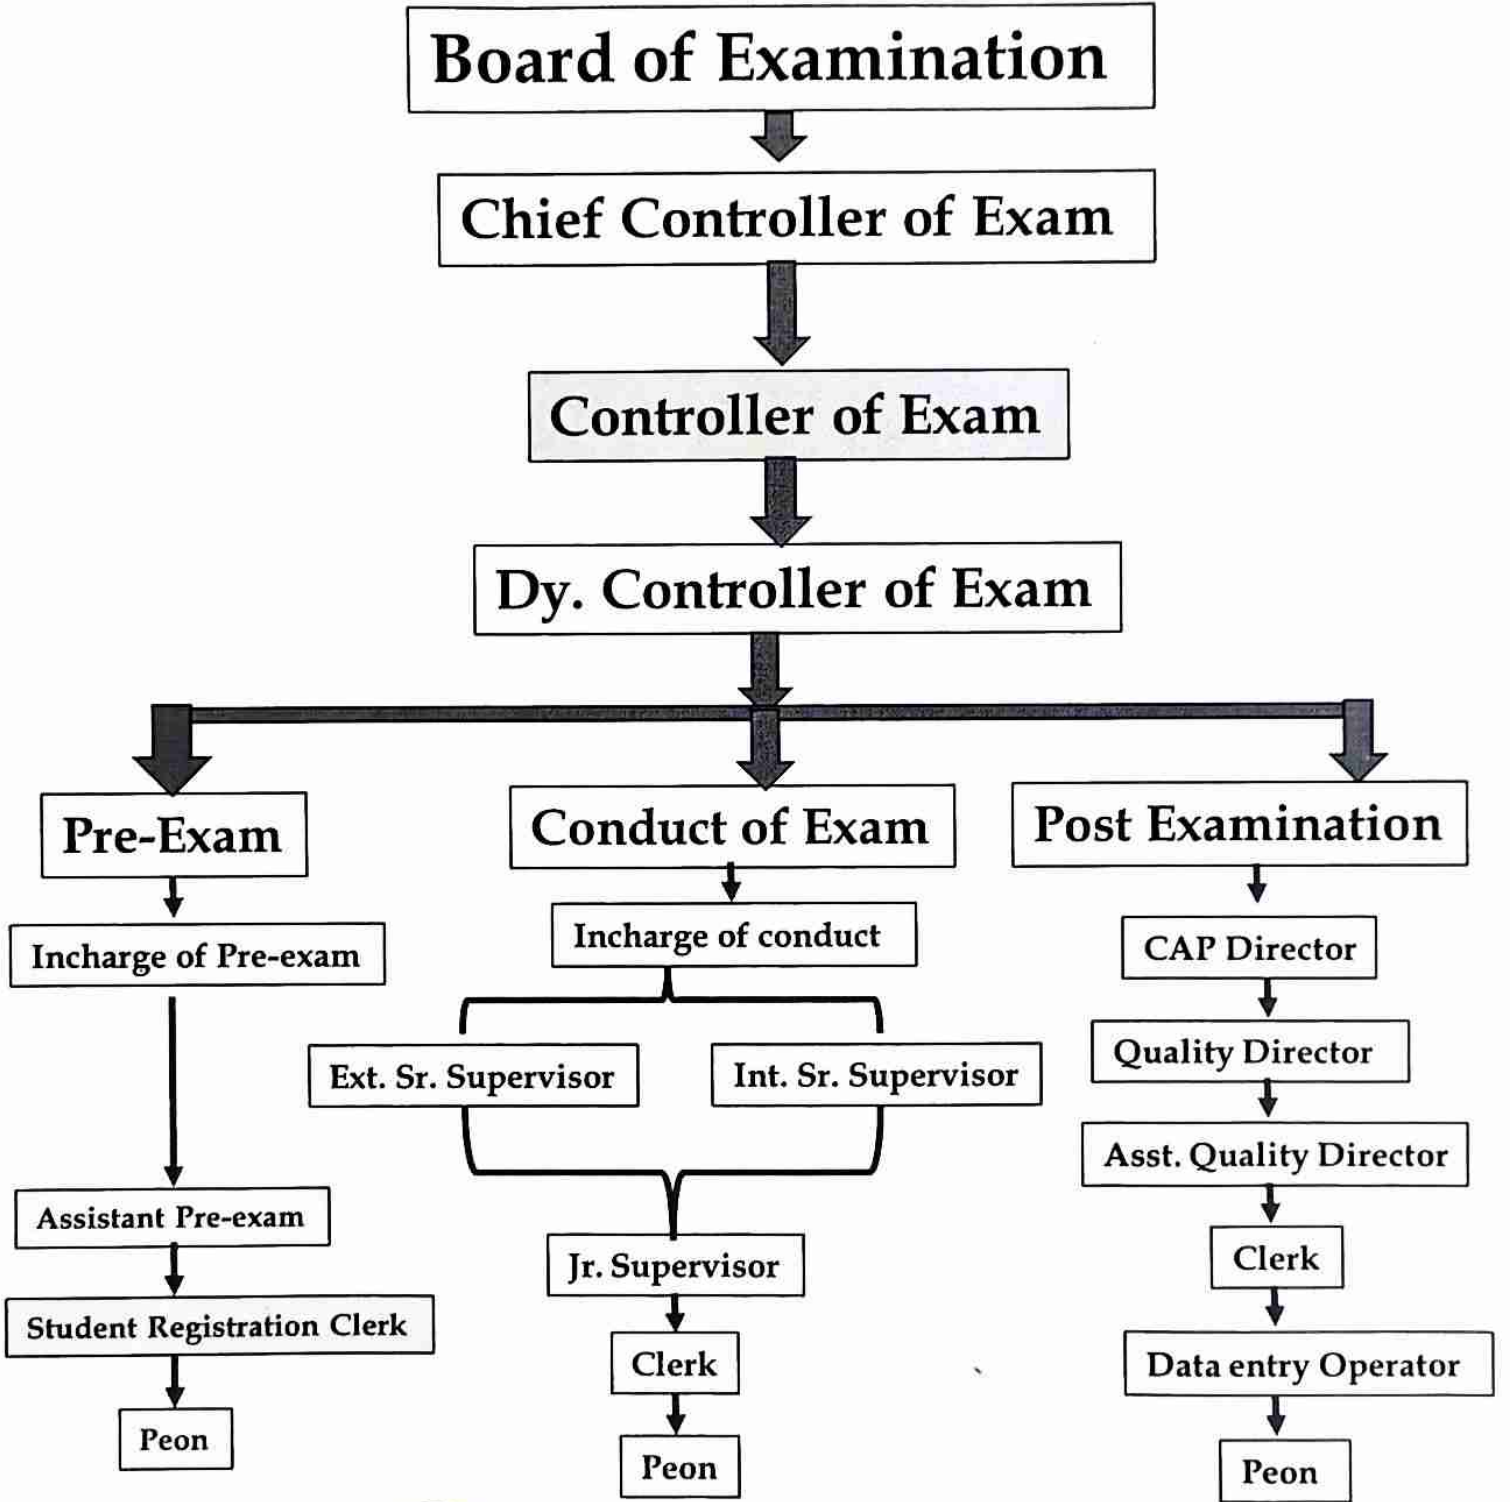 Board of Examination
Chief Controller of Exam
Controller of Exam
Dy. Controller of Exam
Pre-Exam
Incharge of Pre-exam
Assistant Pre-exam
Student Registration Clerk
Peon
Conduct of Exam
Incharge of conduct
Ext. Sr. Supervisor
Int. Sr. Supervisor
Jr. Supervisor
Clerk
Peon
Post Examination
CAP Director
Quality Director
Asst. Quality Director
Clerk
Data entry Operator
Peon